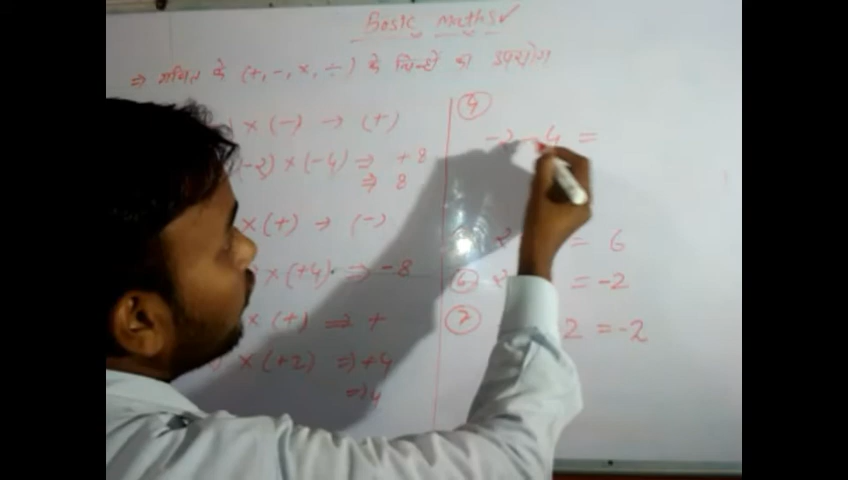 Basic Maths ✓
⇒ गणित के (+, -, ×, ÷) के चिन्हों का उपयोग
× (-) → (+)
(-2) × (-4) ⇒ +8
⇒ 8
× (+) → (-)
× (+4) ⇒ -8
× (+) ⇒ +
× (+2) ⇒ +4
⇒ 4
④
-2 -4 =
= 6
⑥ = -2
⑦ 2 = -2